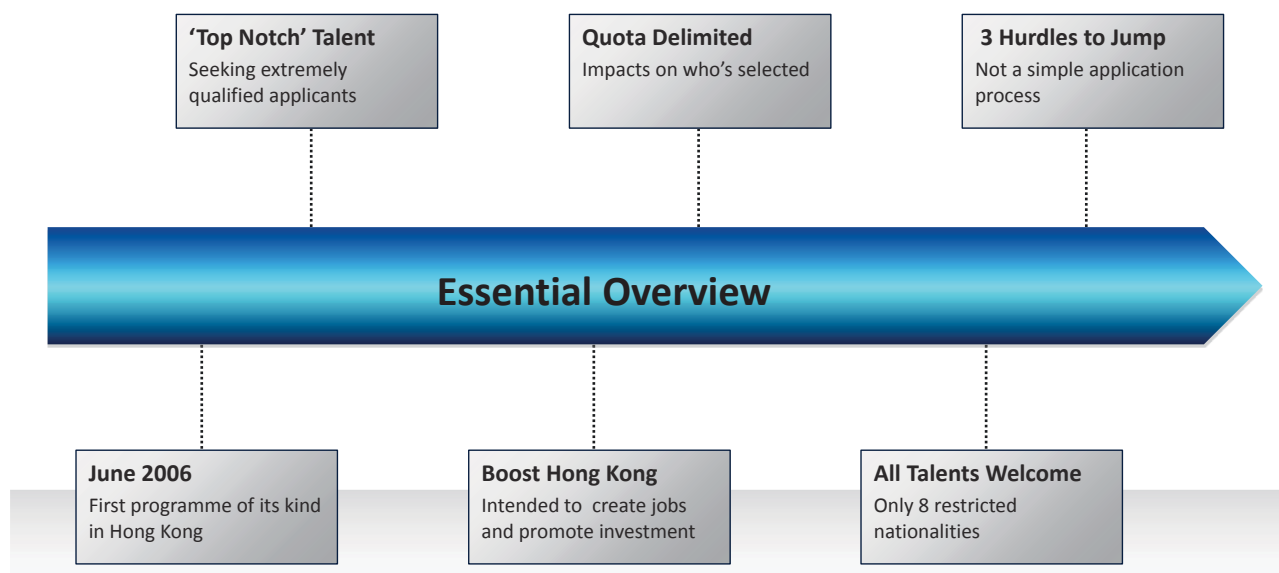 ‘Top Notch’ Talent
Seeking extremely
qualified applicants
Quota Delimited
Impacts on who’s selected
3 Hurdles to Jump
Not a simple application
process
Essential Overview
June 2006
First programme of its kind
in Hong Kong
Boost Hong Kong
Intended to  create jobs
and promote investment
All Talents Welcome
Only 8 restricted
nationalities